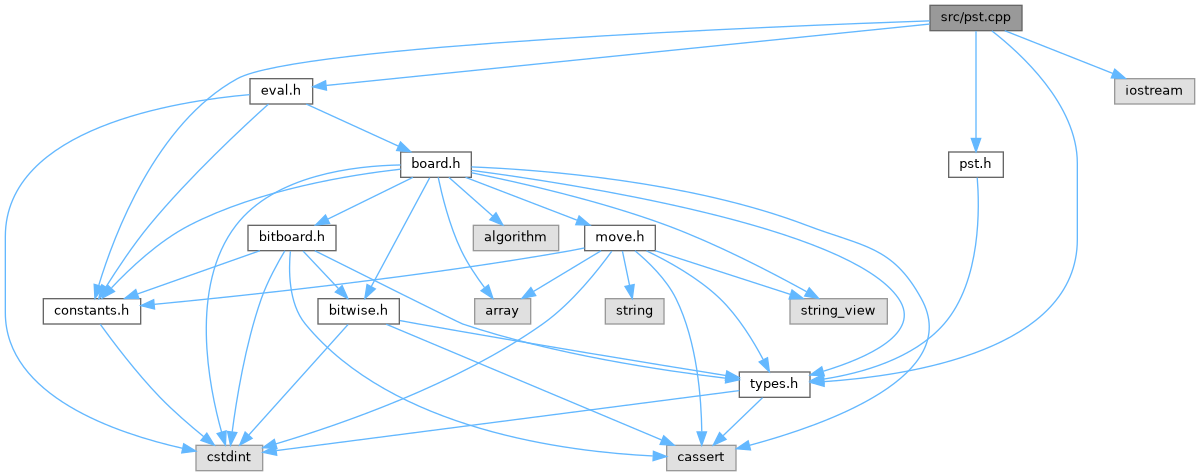 src/pst.cpp
eval.h
iostream
board.h
pst.h
bitboard.h
algorithm
move.h
constants.h
bitwise.h
array
string
string_view
types.h
cstdint
cassert